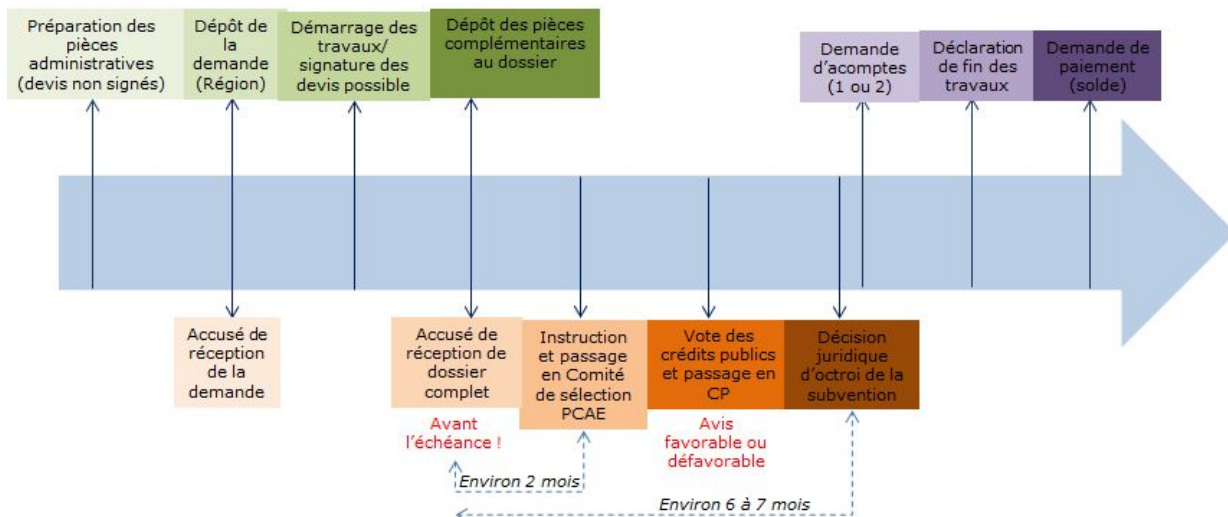 Préparation des
pièces
administratives
(devis non signés)
Dépôt de
la
demande
(Région)
Démarrage des
travaux/
signature des
devis possible
Dépôt des pièces
complémentaires
au dossier
Demande
d'acomptes
(1 ou 2)
Déclaration
de fin des
travaux
Demande de
paiement
(solde)
Accusé de
réception
de la
demande
Accusé de
réception de
dossier
complet
Instruction
et passage
en Comité
de sélection
PCAE
Vote des
crédits publics
et passage en
CP
Décision
juridique
d'octroi de la
subvention
Avant
l'échéance !
Avis
favorable ou
défavorable
Environ 2 mois
Environ 6 à 7 mois